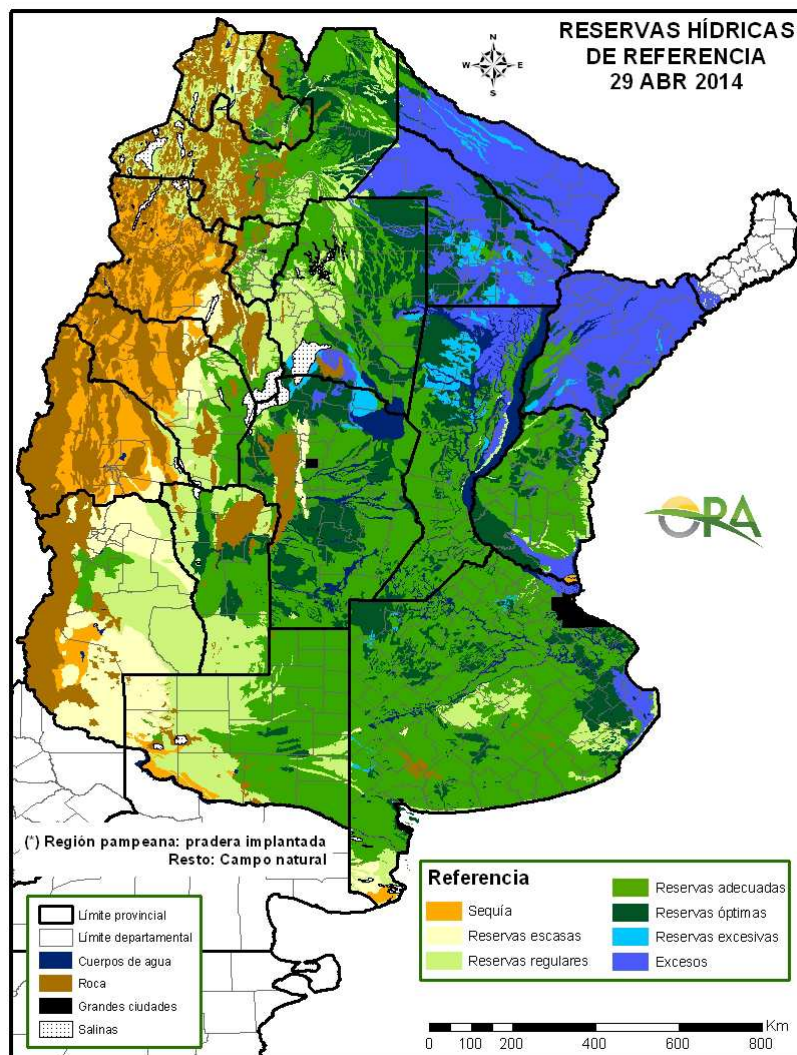 RESERVAS HÍDRICAS
DE REFERENCIA
29 ABR 2014
N
W E
S
ORA
(*) Región pampeana: pradera implantada
Resto: Campo natural
Límite provincial
Límite departamental
Cuerpos de agua
Roca
Grandes ciudades
Salinas
Referencia
Sequía
Reservas escasas
Reservas regulares
Reservas adecuadas
Reservas óptimas
Reservas excesivas
Excesos
Km
0 100 200 400 600 800